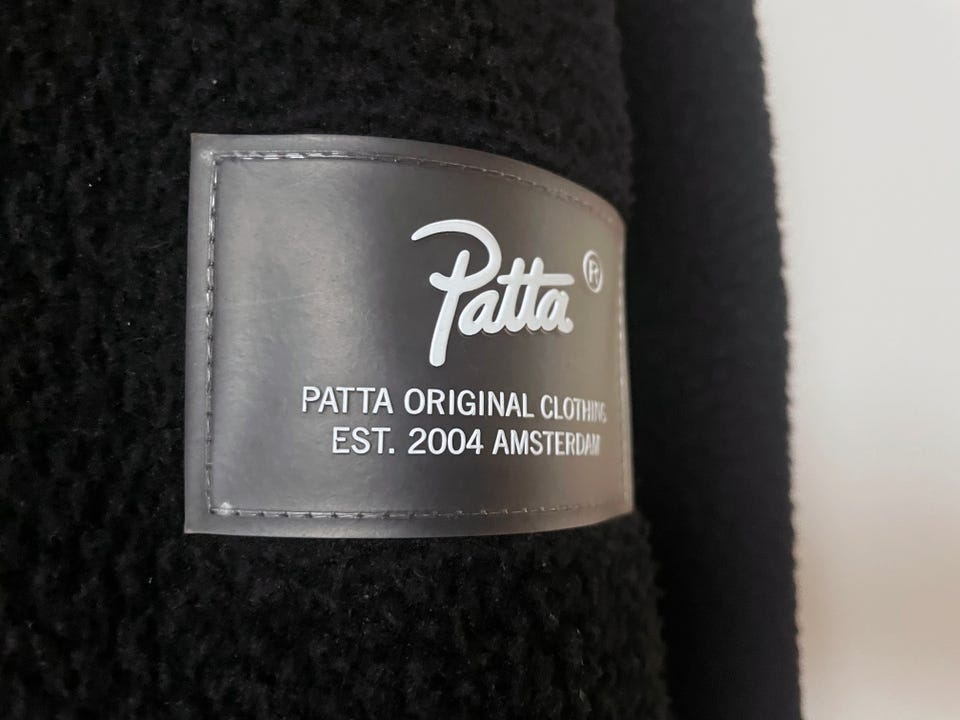 Patta®
PATTA ORIGINAL CLOTHING
EST. 2004 AMSTERDAM